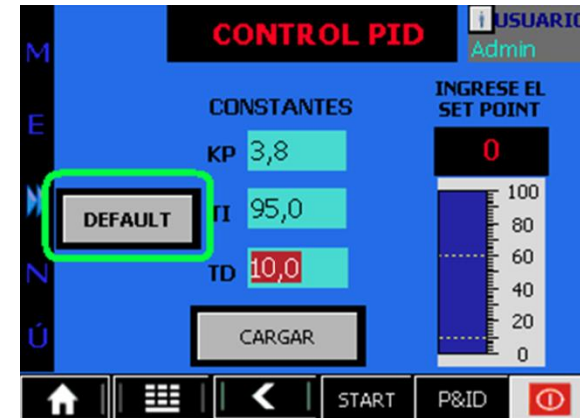 CONTROL PID
USUARIO
Admin
MENÚ
CONSTANTES
KP 3,8
TI 95,0
TD 10,0
DEFAULT
CARGAR
INGRESE EL
SET POINT
0
100
80
60
40
20
0
START
P&ID